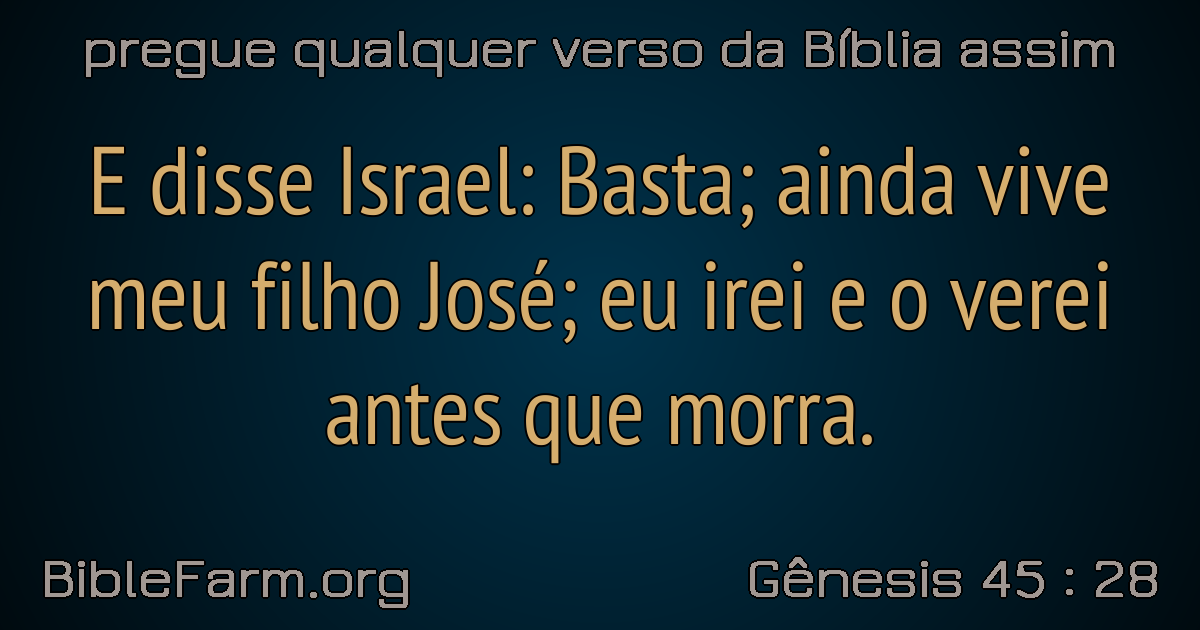 pregue qualquer verso da Bíblia assim
E disse Israel: Basta; ainda vive
meu filho José; eu irei e o verei
antes que morra.
BibleFarm.org
Gênesis 45 : 28